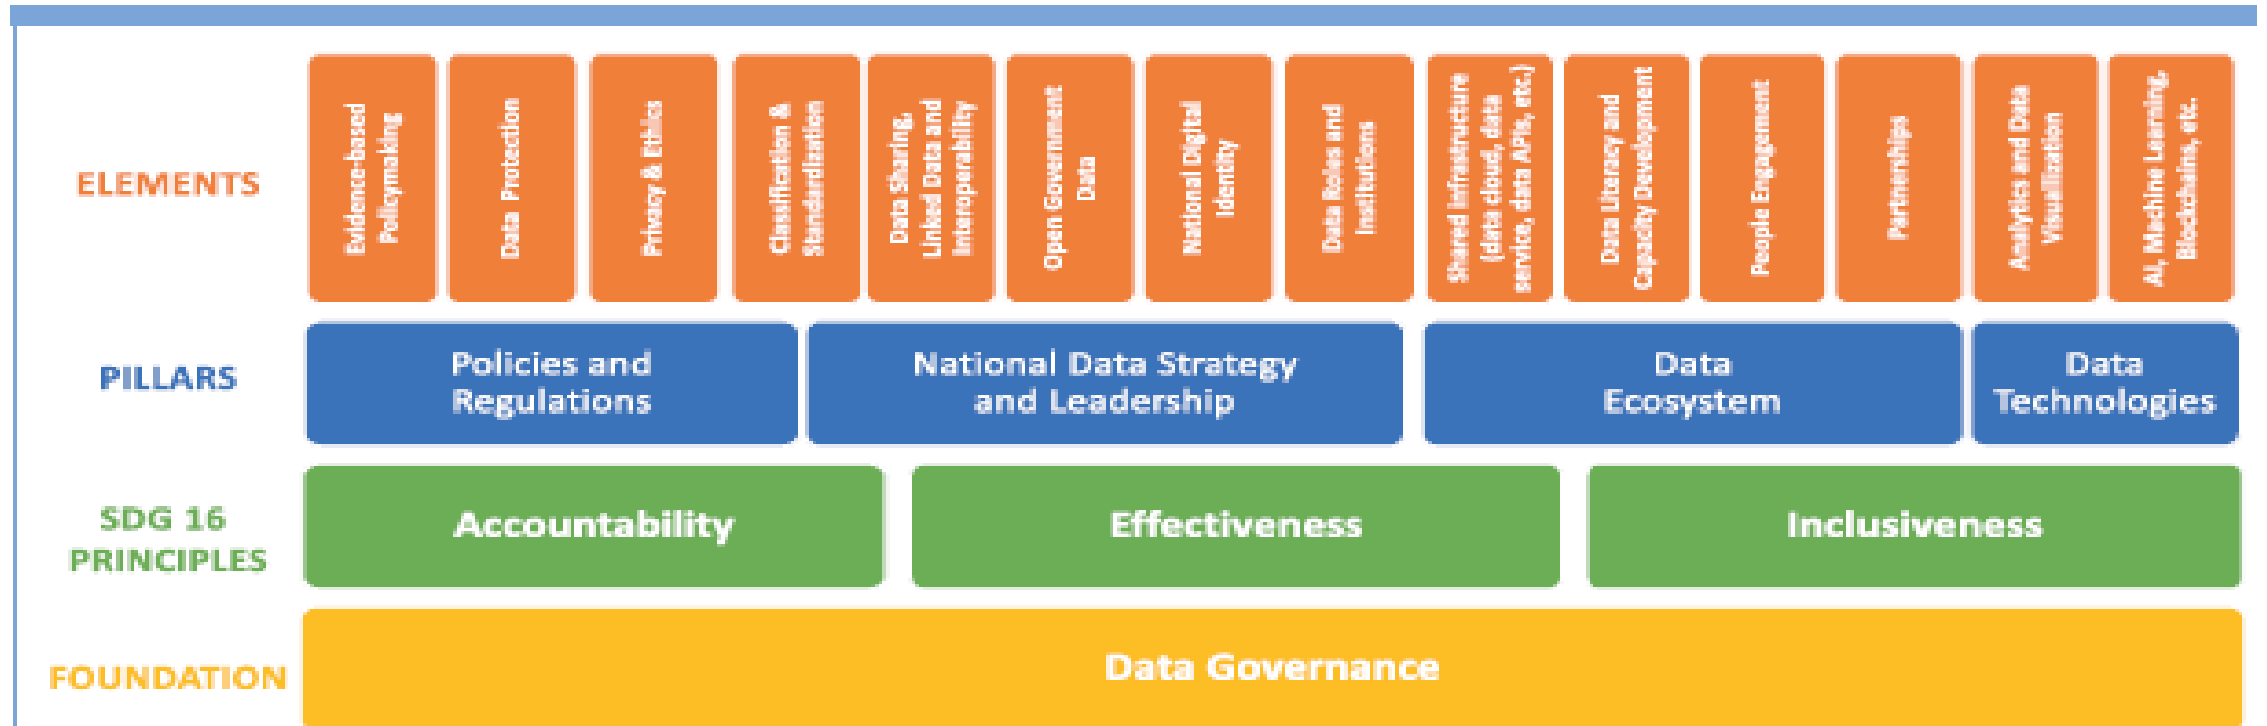 ELEMENTS
Evidence-based
Policymaking
Data Protection
Privacy & Ethics
Classification &
Standardization
Data Sharing,
Linked Data and
Interoperability
Open Government
Data
National Digital
Identity
Data Roles and
Institutions
Shared Infrastructure
(data cloud, data
service, data APIs, etc.)
Data Literacy and
Capacity Development
People Engagement
Partnerships
Analytics and Data
Visualization
AI, Machine Learning,
Blockchains, etc.
PILLARS
Policies and
Regulations
National Data Strategy
and Leadership
Data
Ecosystem
Data
Technologies
SDG 16
PRINCIPLES
Accountability
Effectiveness
Inclusiveness
FOUNDATION
Data Governance